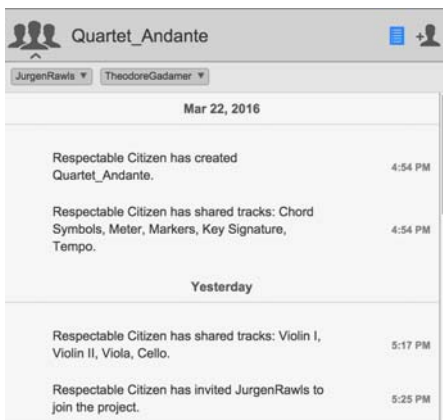 Quartet_Andante
JurgenRawls
TheodoreGadamer
Mar 22, 2016
Respectable Citizen has created
Quartet_Andante.
4:54 PM
Respectable Citizen has shared tracks: Chord
Symbols, Meter, Markers, Key Signature,
Tempo.
4:54 PM
Yesterday
Respectable Citizen has shared tracks: Violin I,
Violin II, Viola, Cello.
5:17 PM
Respectable Citizen has invited JurgenRawls to
join the project.
5:25 PM